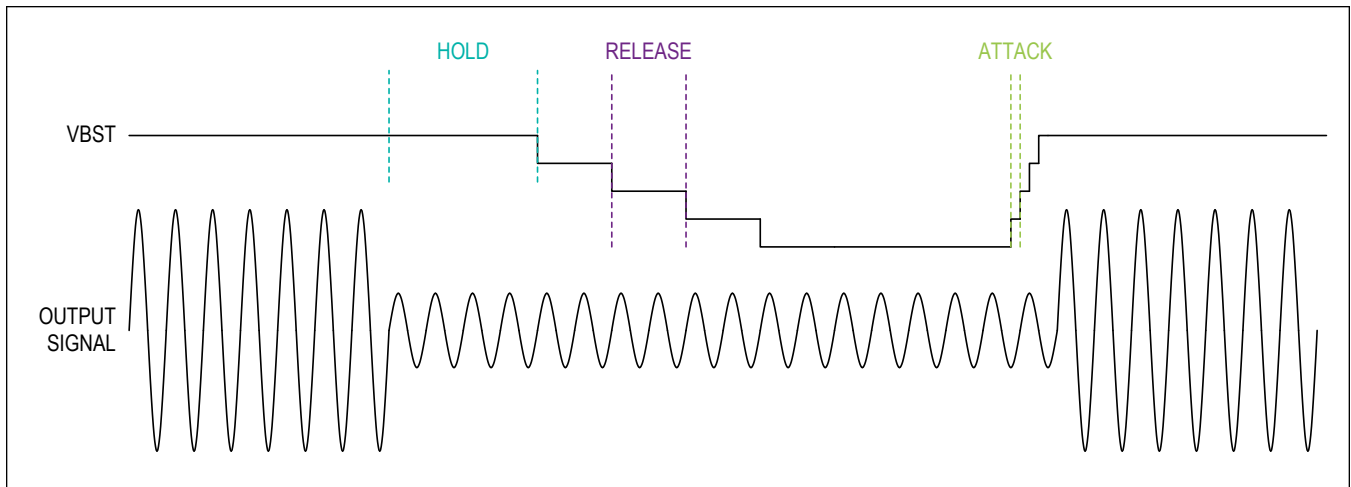 HOLD
RELEASE
ATTACK
VBST
OUTPUT
SIGNAL